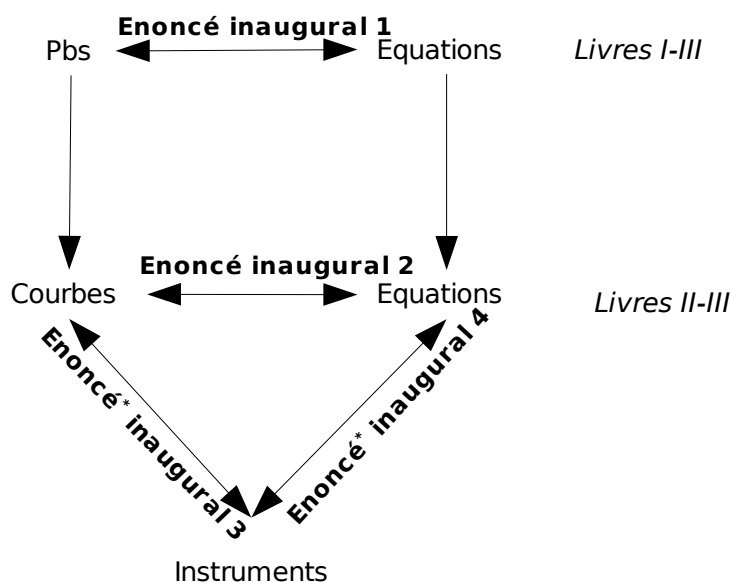 Enoncé inaugural 1
Pbs
Equations
Livres I-III
Enoncé inaugural 2
Courbes
Equations
Livres II-III
Enoncé* inaugural 3
Enoncé* inaugural 4
Instruments